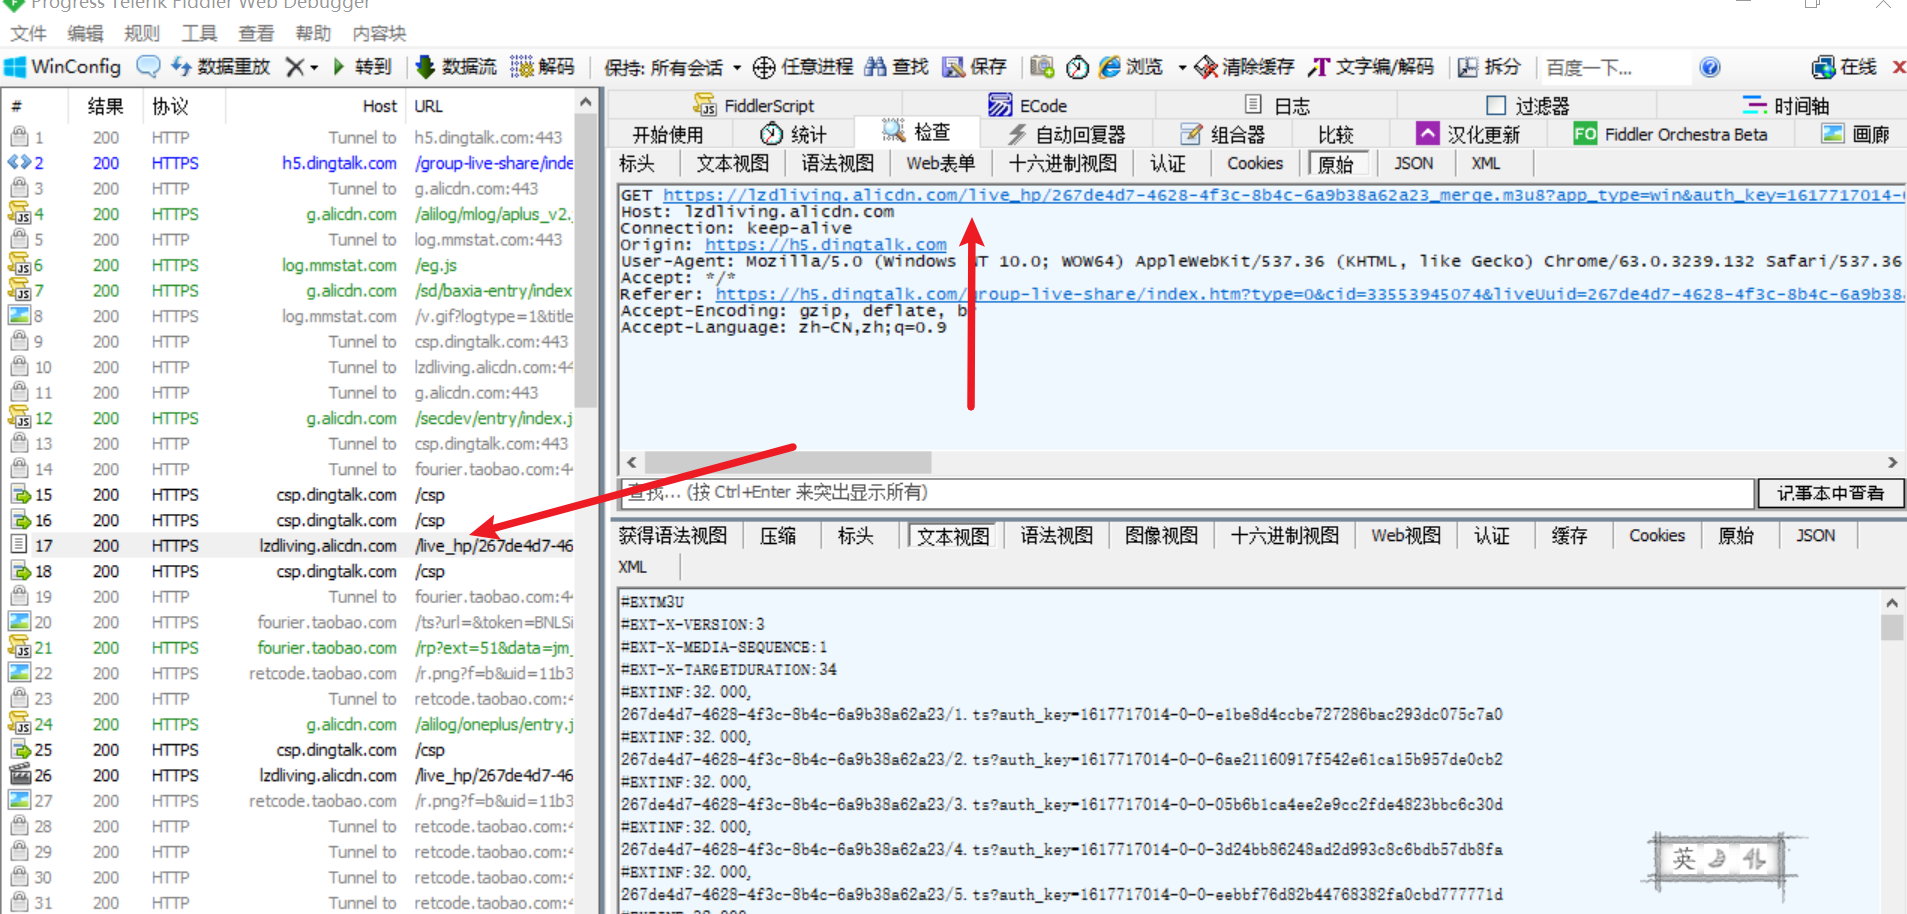 Progress Telerik Fiddler Web Debugger
文件 编辑 规则 工具 查看 帮助 内容块
WinConfig 数据重放 转到 数据流 解码 保持: 所有会话 任意进程 查找 保存 浏览 清除缓存 文字编/解码 拆分 百度一下... 在线
# 结果 协议 Host URL
1 200 HTTP Tunnel to h5.dingtalk.com:443
2 200 HTTPS h5.dingtalk.com /group-live-share/inde
3 200 HTTP Tunnel to g.alicdn.com:443
4 200 HTTPS g.alicdn.com /alilog/mlog/aplus_v2.
5 200 HTTP Tunnel to log.mmstat.com:443
6 200 HTTPS log.mmstat.com /eg.js
7 200 HTTPS g.alicdn.com /sd/baxia-entry/index
8 200 HTTPS log.mmstat.com /v.gif?logtype=1&title
9 200 HTTP Tunnel to csp.dingtalk.com:443
10 200 HTTP Tunnel to lzdliving.alicdn.com:44
11 200 HTTP Tunnel to g.alicdn.com:443
12 200 HTTPS g.alicdn.com /secdev/entry/index.j
13 200 HTTP Tunnel to csp.dingtalk.com:443
14 200 HTTP Tunnel to fourier.taobao.com:4
15 200 HTTPS csp.dingtalk.com /csp
16 200 HTTPS csp.dingtalk.com /csp
17 200 HTTPS lzdliving.alicdn.com /live_hp/267de4d7-46
18 200 HTTPS csp.dingtalk.com /csp
19 200 HTTP Tunnel to fourier.taobao.com:4
20 200 HTTPS fourier.taobao.com /ts?url=&token=BNLSi
21 200 HTTPS fourier.taobao.com /rp?ext=51&data=jm_
22 200 HTTPS retcode.taobao.com /r.png?f=b&uid=11b3
23 200 HTTP Tunnel to retcode.taobao.com:4
24 200 HTTPS g.alicdn.com /alilog/oneplus/entry.j
25 200 HTTPS csp.dingtalk.com /csp
26 200 HTTPS lzdliving.alicdn.com /live_hp/267de4d7-46
27 200 HTTPS retcode.taobao.com /r.png?f=b&uid=11b3
28 200 HTTP Tunnel to retcode.taobao.com:4
29 200 HTTP Tunnel to retcode.taobao.com:4
30 200 HTTP Tunnel to retcode.taobao.com:4
31 200 HTTP Tunnel to retcode.taobao.com:4
FiddlerScript ECode 日志 过滤器 时间轴
开始使用 统计 检查 自动回复器 组合器 比较 汉化更新 FO Fiddler Orchestra Beta 画廊
标头 文本视图 语法视图 Web表单 十六进制视图 认证 Cookies 原始 JSON XML
GET https://lzdliving.alicdn.com/live_hp/267de4d7-4628-4f3c-8b4c-6a9b38a62a23_merge.m3u8?app_type=win&auth_key=1617717014-
Host: lzdliving.alicdn.com
Connection: keep-alive
Origin: https://h5.dingtalk.com
User-Agent: Mozilla/5.0 (Windows NT 10.0; WOW64) AppleWebKit/537.36 (KHTML, like Gecko) Chrome/63.0.3239.132 Safari/537.36
Accept: */*
Referer: https://h5.dingtalk.com/group-live-share/index.htm?type=0&cid=33553945074&liveUuid=267de4d7-4628-4f3c-8b4c-6a9b38
Accept-Encoding: gzip, deflate, br
Accept-Language: zh-CN,zh;q=0.9
查找... (按 Ctrl+Enter 来突出显示所有) 记事本中查看
获得语法视图 压缩 标头 文本视图 语法视图 图像视图 十六进制视图 Web视图 认证 缓存 Cookies 原始 JSON
XML
#EXTM3U
#EXT-X-VERSION:3
#EXT-X-MEDIA-SEQUENCE:1
#EXT-X-TARGETDURATION:34
#EXTINF:32.000,
267de4d7-4628-4f3c-8b4c-6a9b38a62a23/1.ts?auth_key=1617717014-0-0-e1be8d4ccbe727286bac293dc075c7a0
#EXTINF:32.000,
267de4d7-4628-4f3c-8b4c-6a9b38a62a23/2.ts?auth_key=1617717014-0-0-6ae21160917f542e61ca15b957de0cb2
#EXTINF:32.000,
267de4d7-4628-4f3c-8b4c-6a9b38a62a23/3.ts?auth_key=1617717014-0-0-05b6b1ca4ee2e9cc2fde4823bbc6c30d
#EXTINF:32.000,
267de4d7-4628-4f3c-8b4c-6a9b38a62a23/4.ts?auth_key=1617717014-0-0-3d24bb86248ad2d993c8c6bdb57db8fa
#EXTINF:32.000,
267de4d7-4628-4f3c-8b4c-6a9b38a62a23/5.ts?auth_key=1617717014-0-0-eebbf76d82b44768382fa0cbd777771d
英